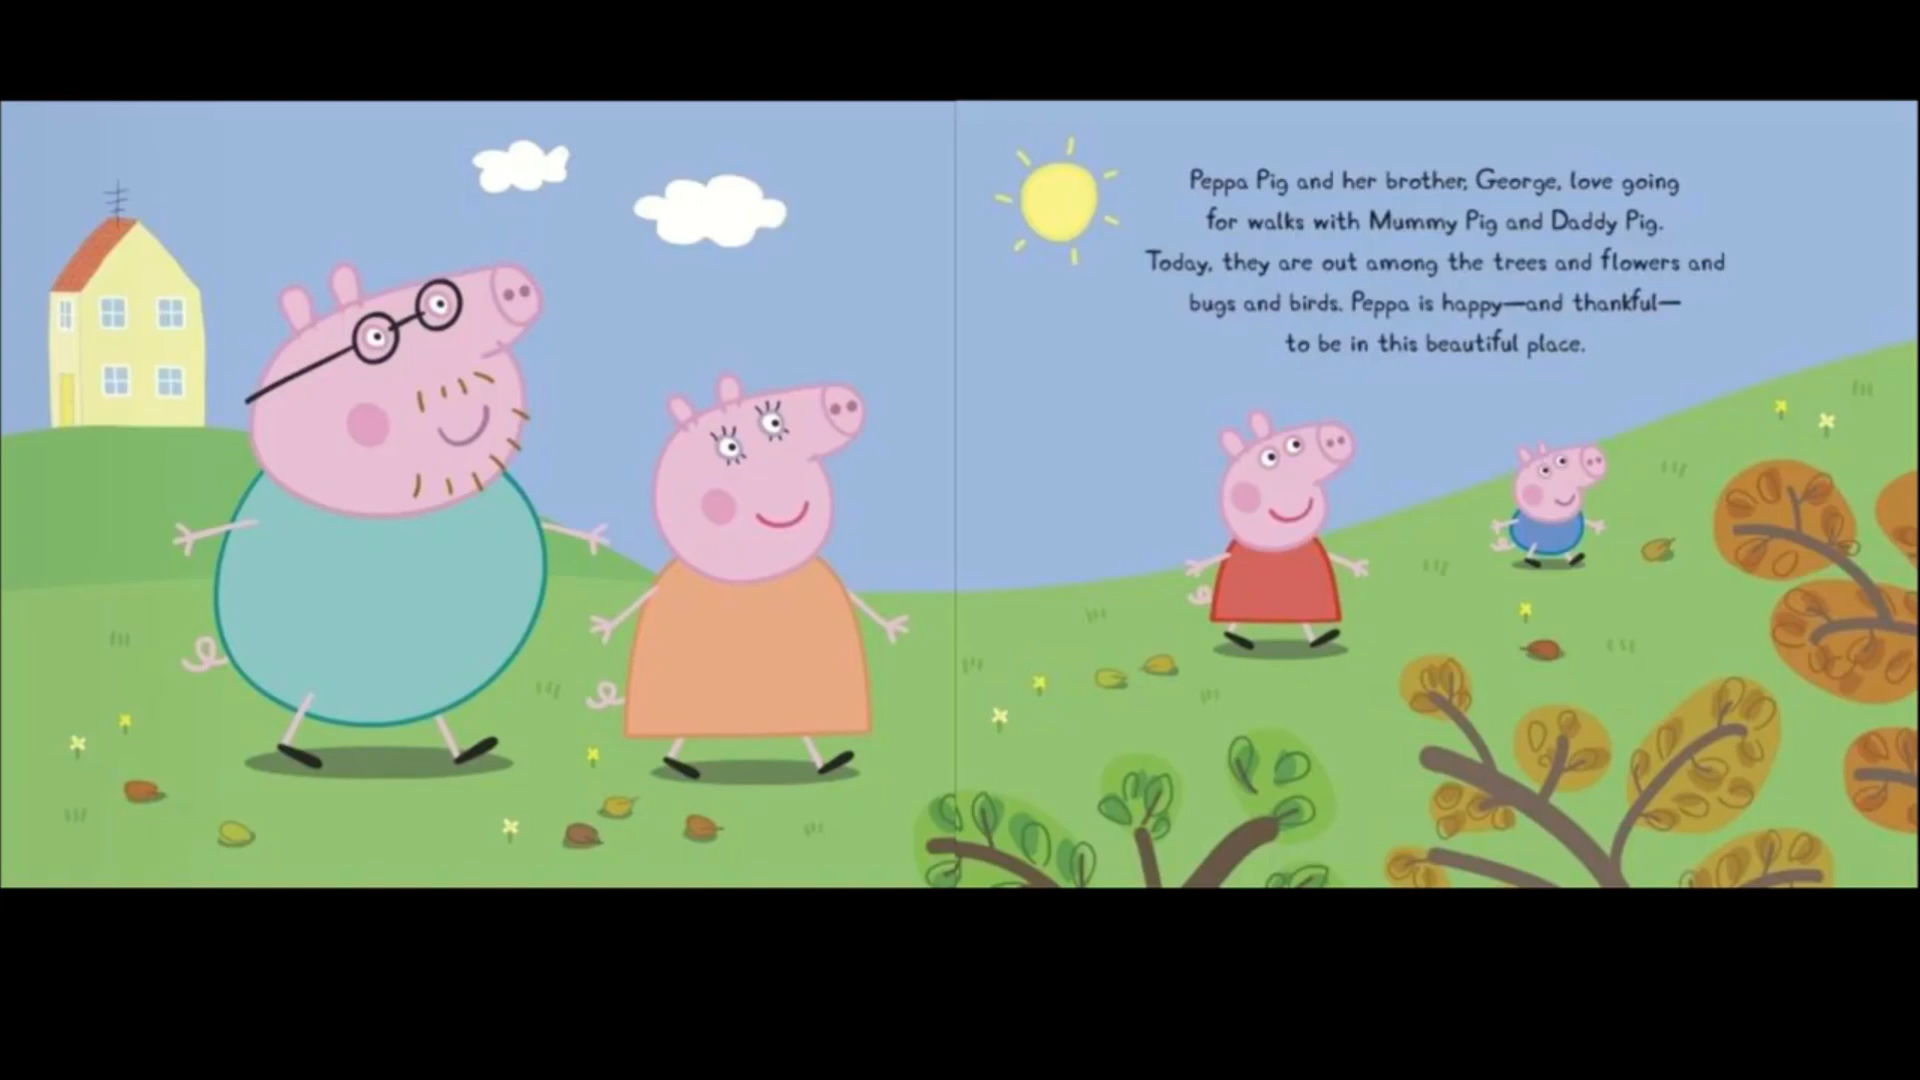 Peppa Pig and her brother, George, love going
for walks with Mummy Pig and Daddy Pig.
Today, they are out among the trees and flowers and
bugs and birds. Peppa is happy—and thankful—
to be in this beautiful place.